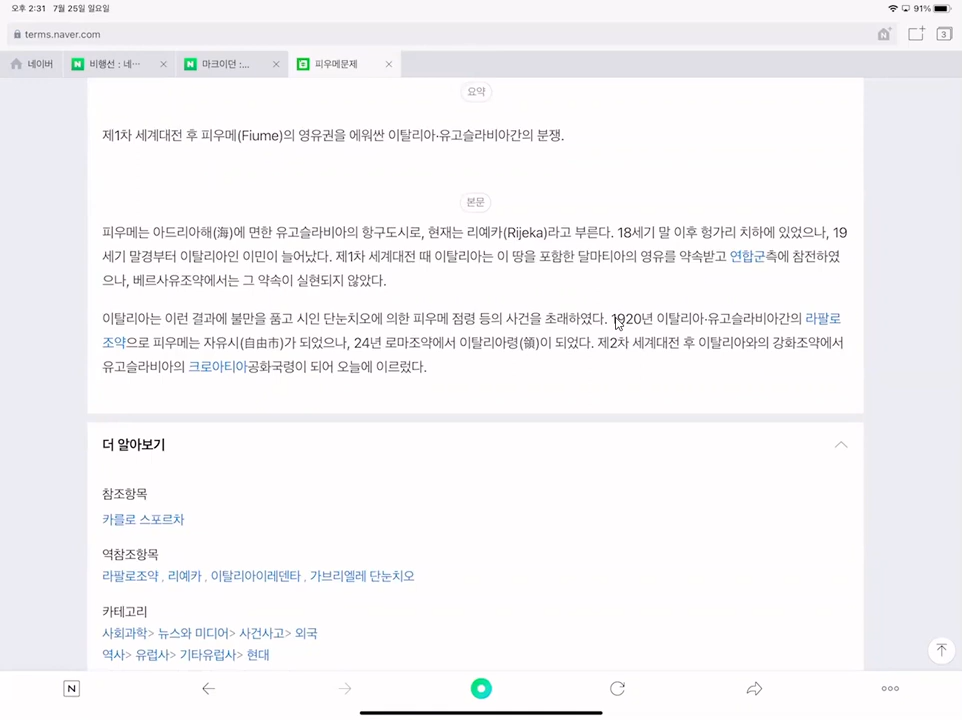 오후 2:31 7월 25일 일요일
91%
terms.naver.com
3
네이버
비행선 : 네…
마크이던 :…
피우메문제
요약
제1차 세계대전 후 피우메(Fiume)의 영유권을 에워싼 이탈리아·유고슬라비아간의 분쟁.
본문
피우메는 아드리아해(海)에 면한 유고슬라비아의 항구도시로, 현재는 리예카(Rijeka)라고 부른다. 18세기 말 이후 헝가리 치하에 있었으나, 19
세기 말경부터 이탈리아인 이민이 늘어났다. 제1차 세계대전 때 이탈리아는 이 땅을 포함한 달마티아의 영유를 약속받고 연합군측에 참전하였
으나, 베르사유조약에서는 그 약속이 실현되지 않았다.
이탈리아는 이런 결과에 불만을 품고 시인 단눈치오에 의한 피우메 점령 등의 사건을 초래하였다. 1920년 이탈리아·유고슬라비아간의 라팔로
조약으로 피우메는 자유시(自由市)가 되었으나, 24년 로마조약에서 이탈리아령(領)이 되었다. 제2차 세계대전 후 이탈리아와의 강화조약에서
유고슬라비아의 크로아티아공화국령이 되어 오늘에 이르렀다.
더 알아보기
참조항목
카를로 스포르차
역참조항목
라팔로조약 , 리예카 , 이탈리아이레덴타 , 가브리엘레 단눈치오
카테고리
사회과학> 뉴스와 미디어> 사건사고> 외국
역사> 유럽사> 기타유럽사> 현대
N